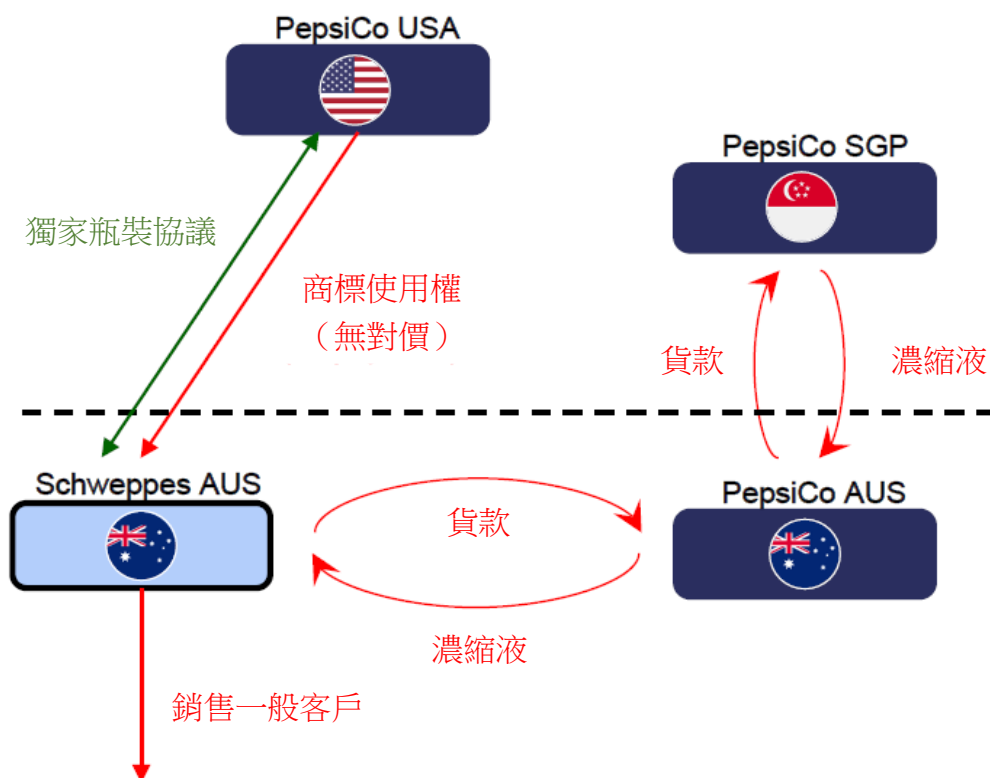 PepsiCo USA
PepsiCo SGP
獨家瓶裝協議
商標使用權
（無對價）
貨款
濃縮液
Schweppes AUS
PepsiCo AUS
貨款
濃縮液
銷售一般客戶